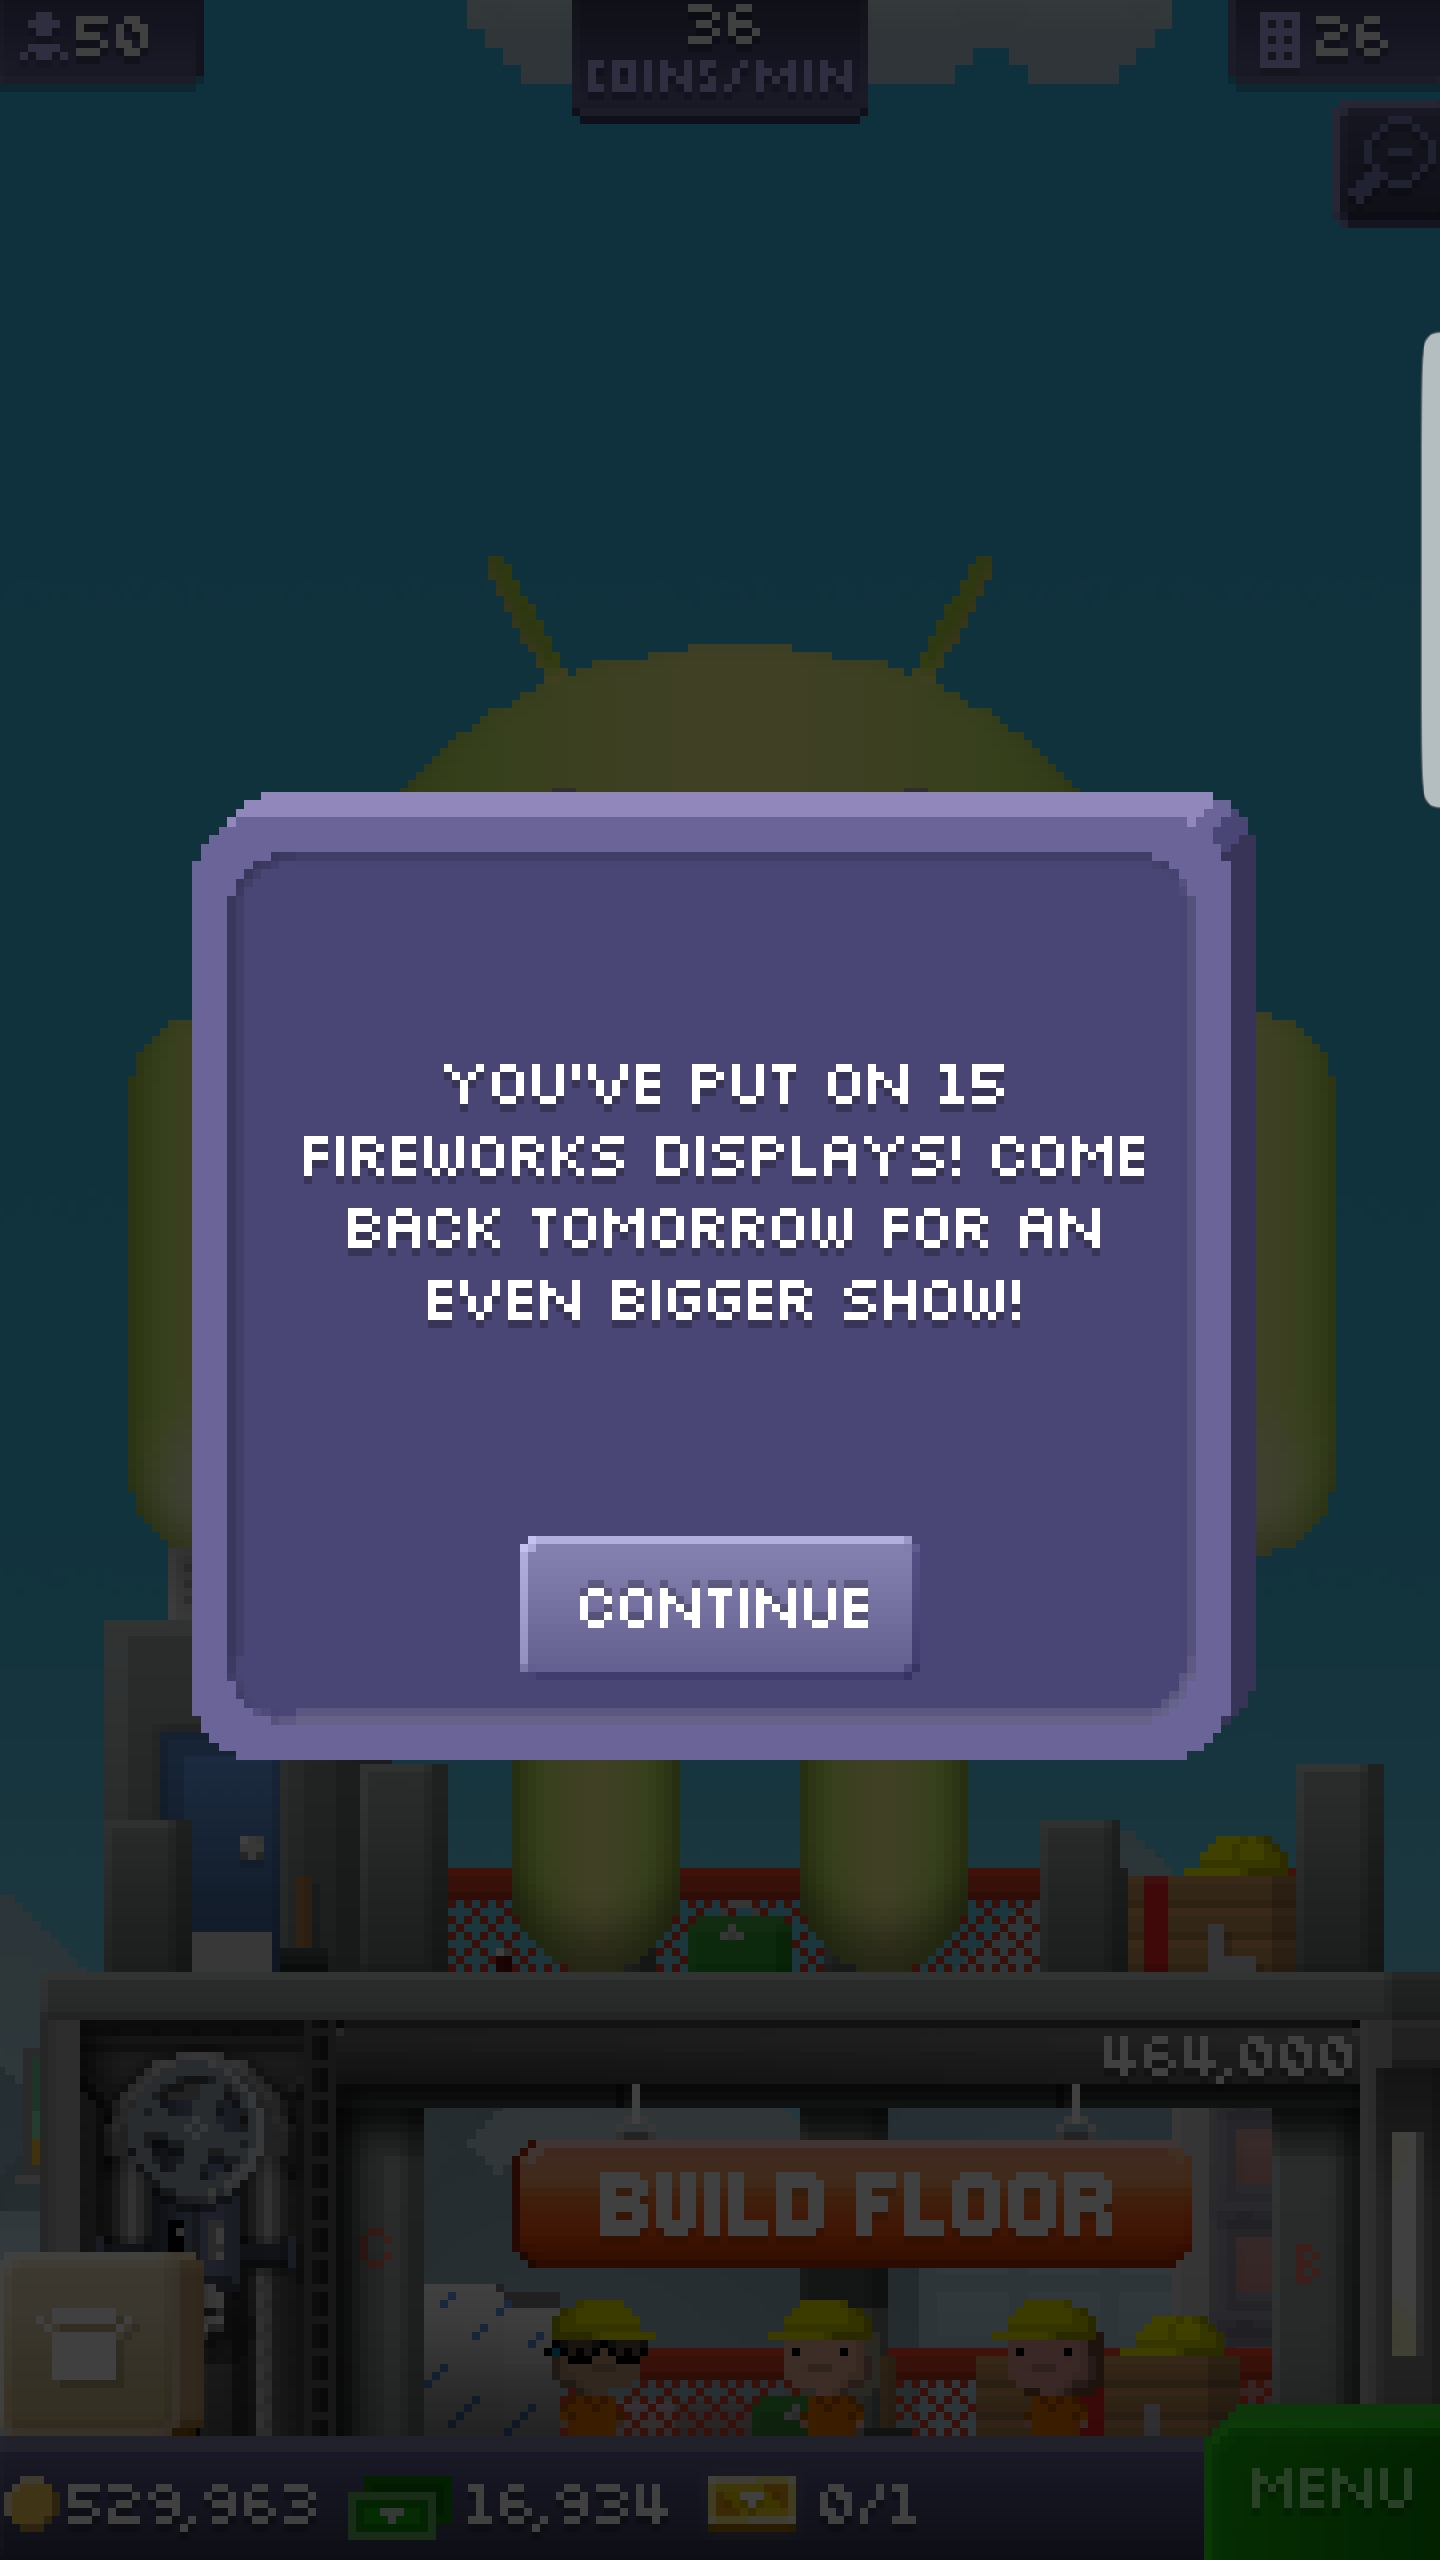 50
36
COINS/MIN
26
YOU'VE PUT ON 15
FIREWORKS DISPLAYS! COME
BACK TOMORROW FOR AN
EVEN BIGGER SHOW!
CONTINUE
464,000
BUILD FLOOR
C
B
529,963
16,934
0/1
MENU